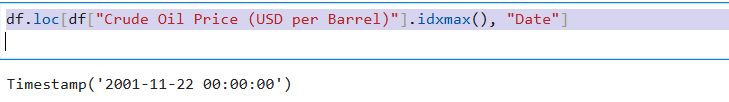 df.loc[df["Crude Oil Price (USD per Barrel)"].idxmax(), "Date"]
Timestamp('2001-11-22 00:00:00')